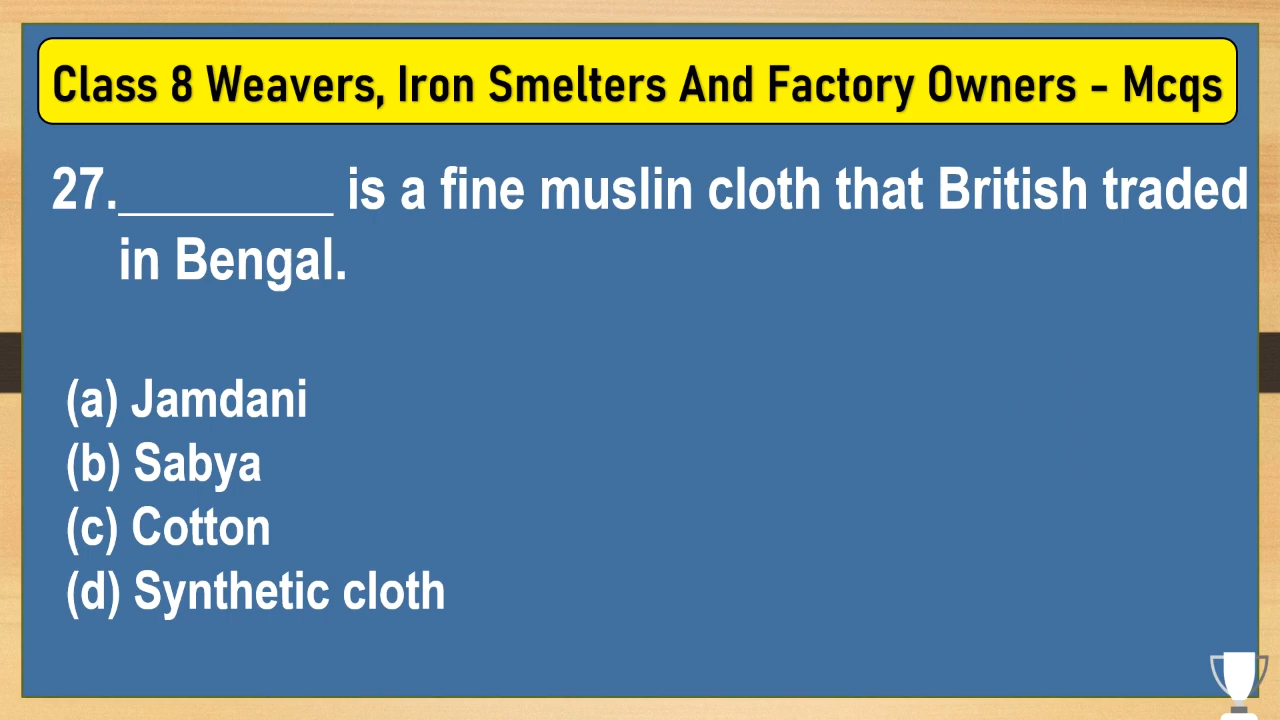 Class 8 Weavers, Iron Smelters And Factory Owners - Mcqs
27.________ is a fine muslin cloth that British traded
in Bengal.
(a) Jamdani
(b) Sabya
(c) Cotton
(d) Synthetic cloth